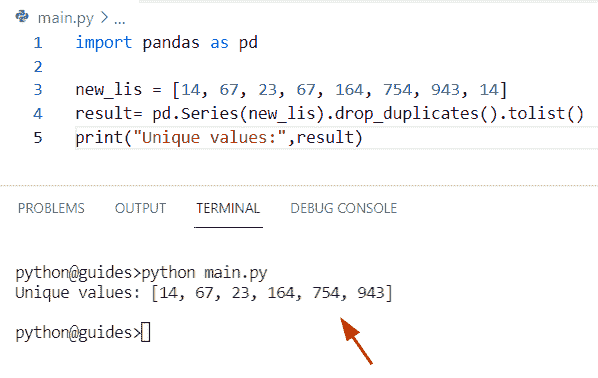 main.py > ...
1 import pandas as pd
2
3 new_lis = [14, 67, 23, 67, 164, 754, 943, 14]
4 result= pd.Series(new_lis).drop_duplicates().tolist()
5 print("Unique values:",result)
PROBLEMS OUTPUT TERMINAL DEBUG CONSOLE
python@guides>python main.py
Unique values: [14, 67, 23, 164, 754, 943]
python@guides>